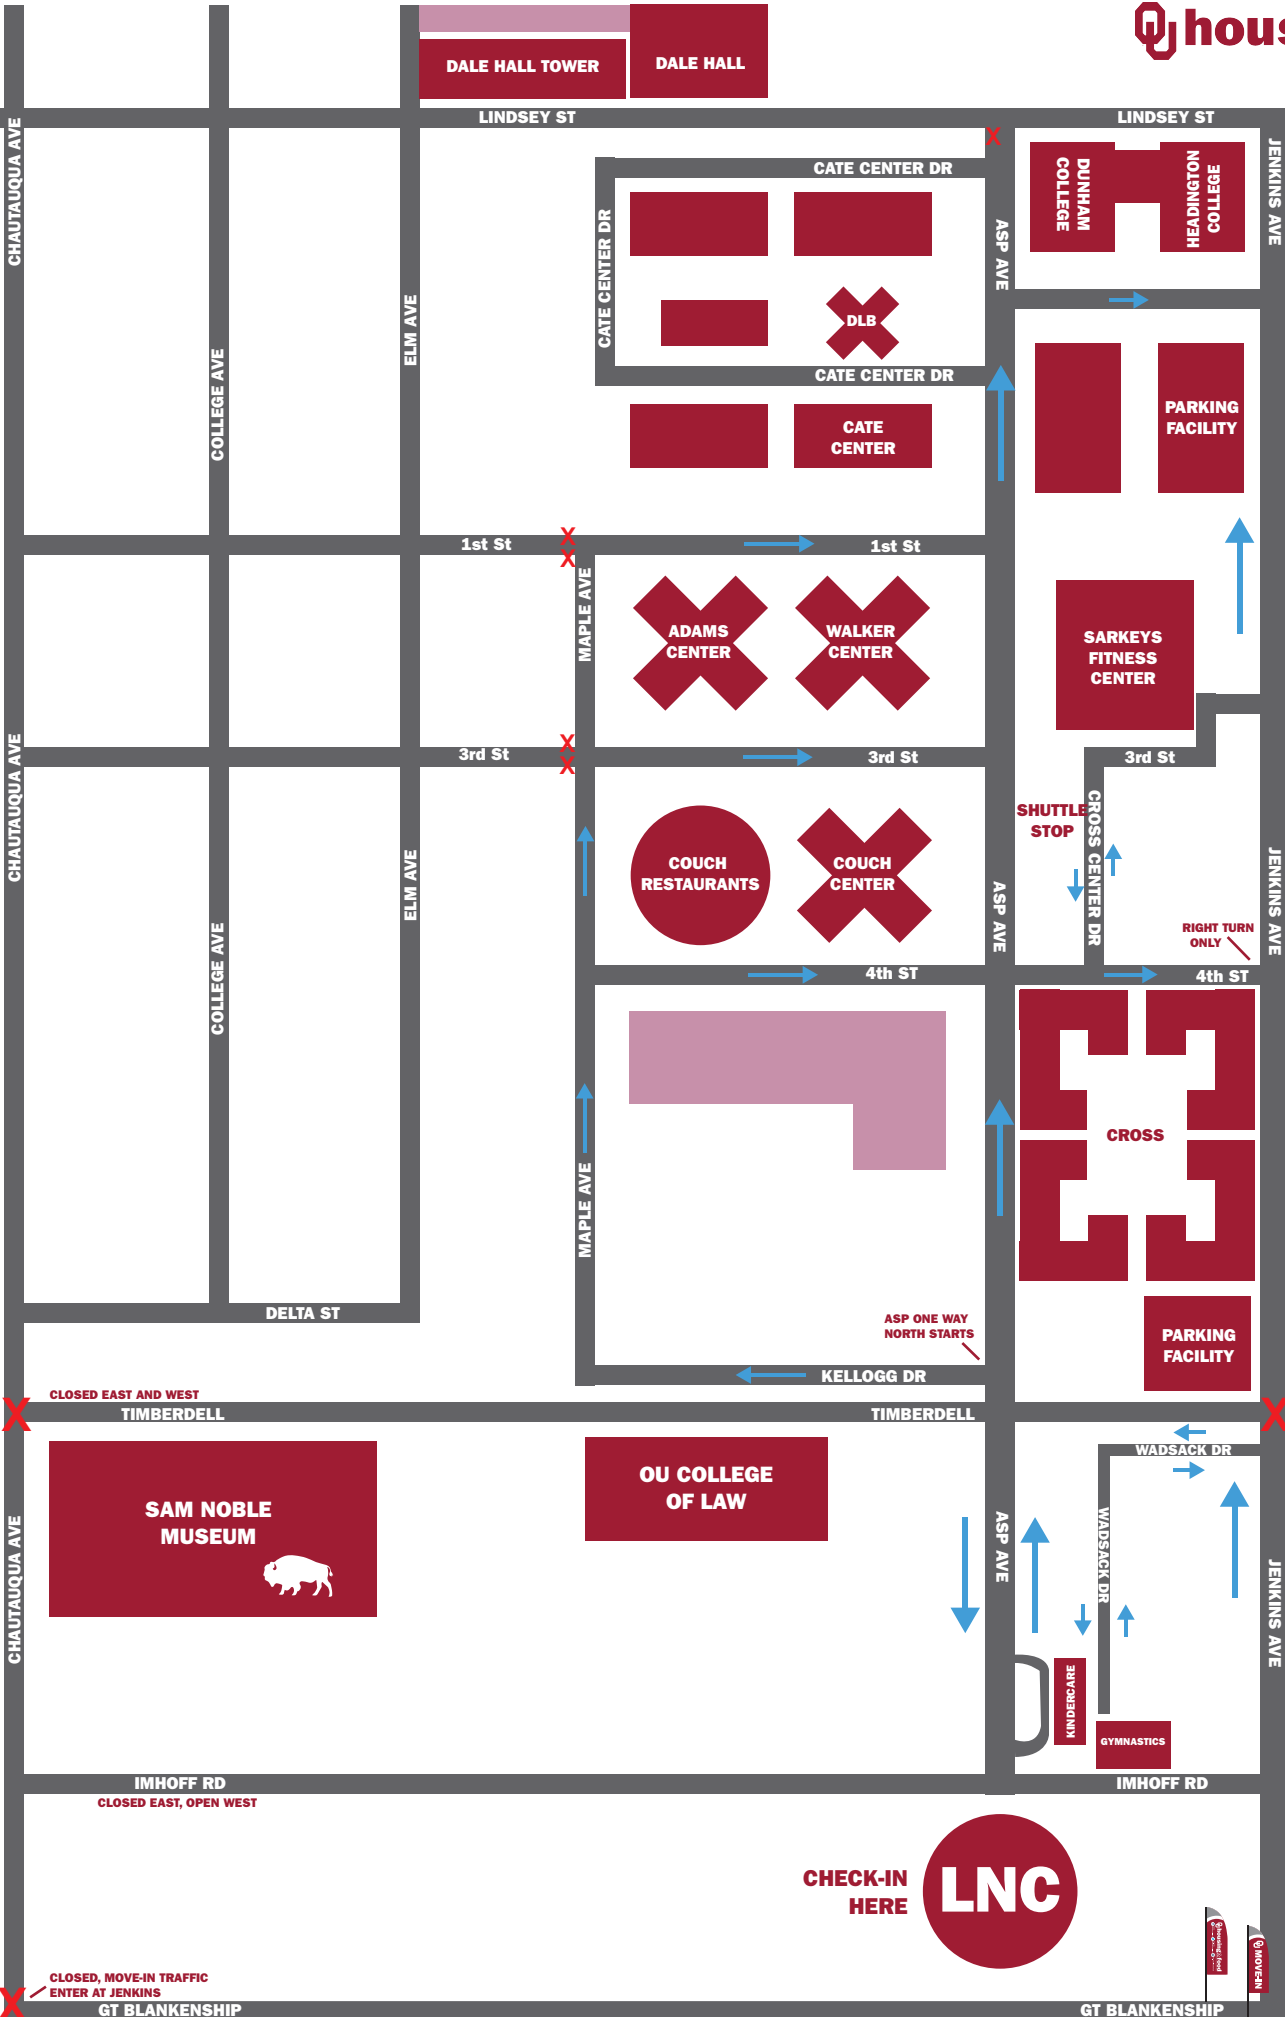 OU hous
DALE HALL TOWER
DALE HALL
LINDSEY ST
LINDSEY ST
CHAUTAUQUA AVE
X
CATE CENTER DR
DUNHAM
COLLEGE
HEADINGTON
COLLEGE
JENKINS AVE
CATE CENTER DR
ASP AVE
ELM AVE
DLB
COLLEGE AVE
CATE CENTER DR
CATE
CENTER
PARKING
FACILITY
X
1st St
1st St
X
MAPLE AVE
ADAMS
CENTER
WALKER
CENTER
SARKEYS
FITNESS
CENTER
CHAUTAUQUA AVE
X
3rd St
3rd St
3rd St
X
SHUTTLE
STOP
CROSS CENTER DR
ELM AVE
COUCH
RESTAURANTS
COUCH
CENTER
ASP AVE
JENKINS AVE
COLLEGE AVE
RIGHT TURN
ONLY
4th ST
4th ST
CROSS
MAPLE AVE
DELTA ST
ASP ONE WAY
NORTH STARTS
PARKING
FACILITY
KELLOGG DR
CLOSED EAST AND WEST
X
TIMBERDELL
TIMBERDELL
X
WADSACK DR
SAM NOBLE
MUSEUM
OU COLLEGE
OF LAW
CHAUTAUQUA AVE
ASP AVE
WADSACK DR
JENKINS AVE
KINDERCARE
GYMNASTICS
IMHOFF RD
IMHOFF RD
CLOSED EAST, OPEN WEST
CHECK-IN
HERE
LNC
housing&food
OU MOVE-IN
CLOSED, MOVE-IN TRAFFIC
ENTER AT JENKINS
X
GT BLANKENSHIP
GT BLANKENSHIP